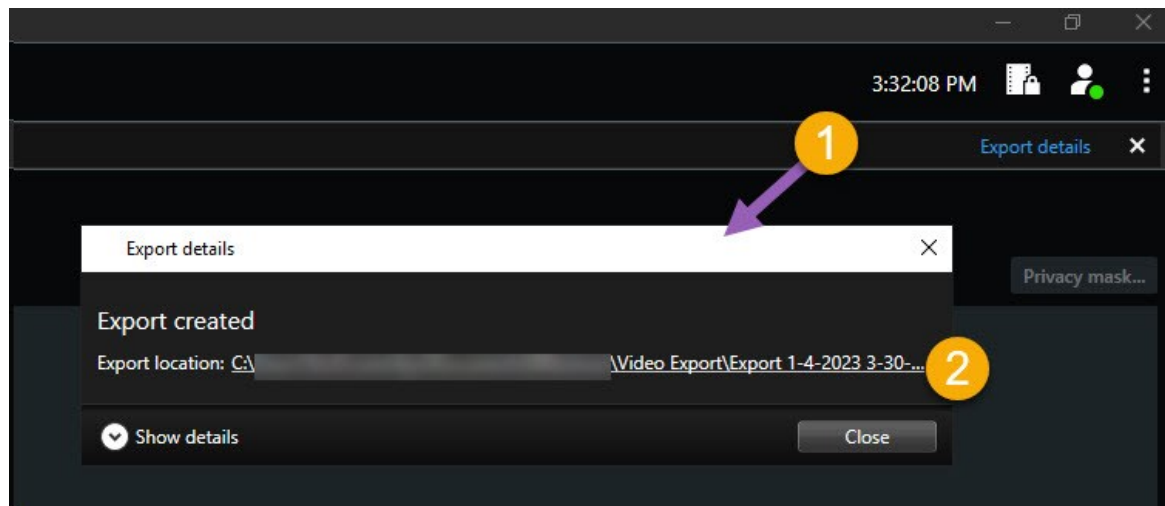 3:32:08 PM
1
Export details
Export details
Privacy mask...
Export created
Export location: C:\ \Video Export\Export 1-4-2023 3-30-...
2
Show details
Close